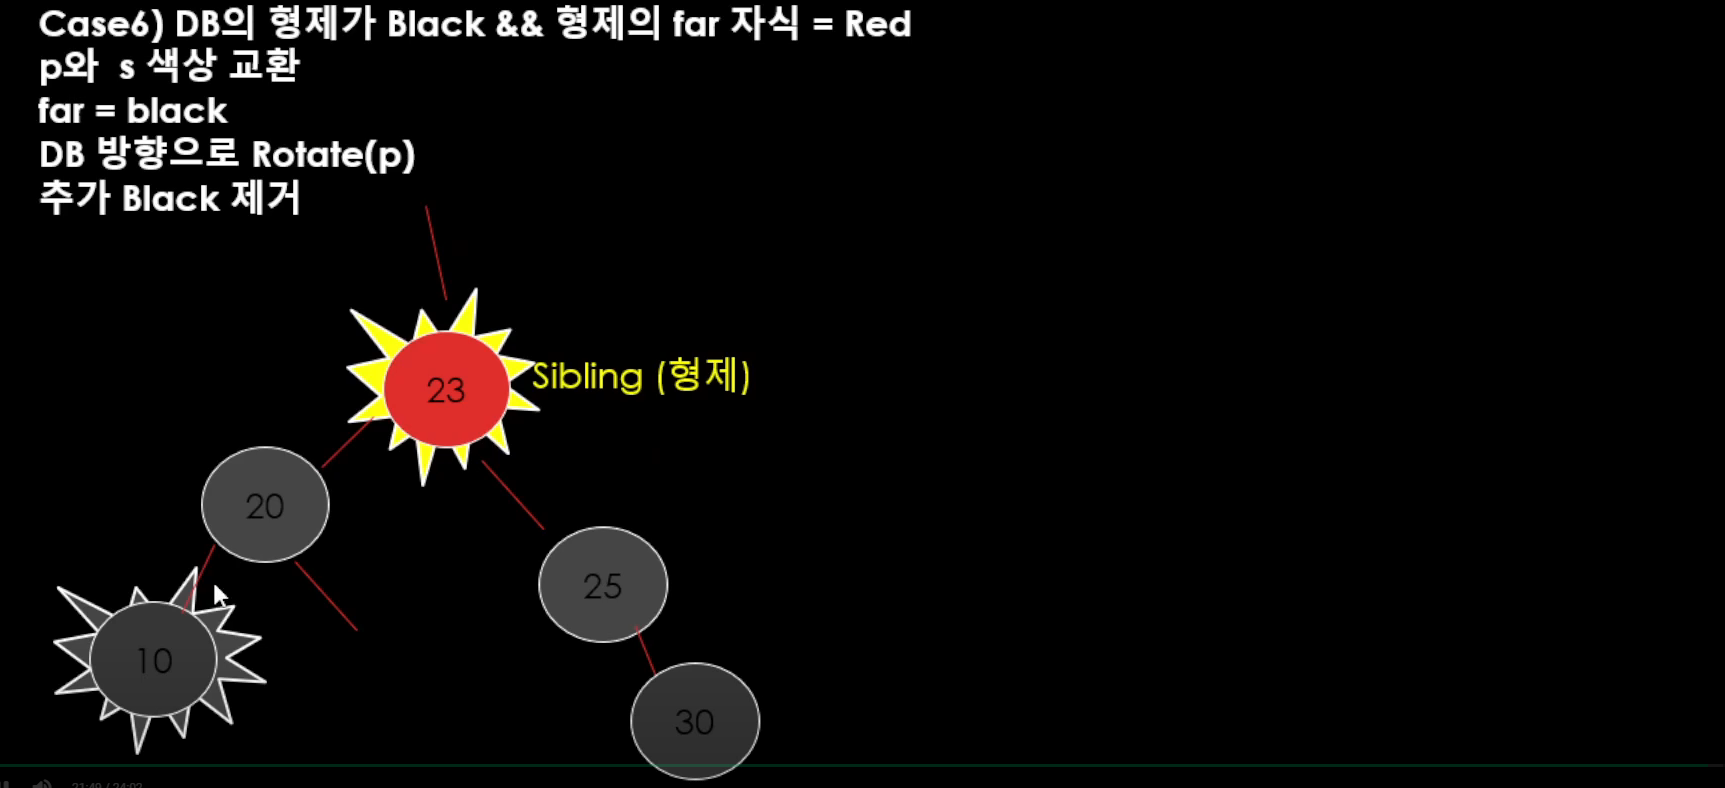 Case6) DB의 형제가 Black && 형제의 far 자식 = Red
p와 s 색상 교환
far = black
DB 방향으로 Rotate(p)
추가 Black 제거
23
Sibling (형제)
20
25
10
30